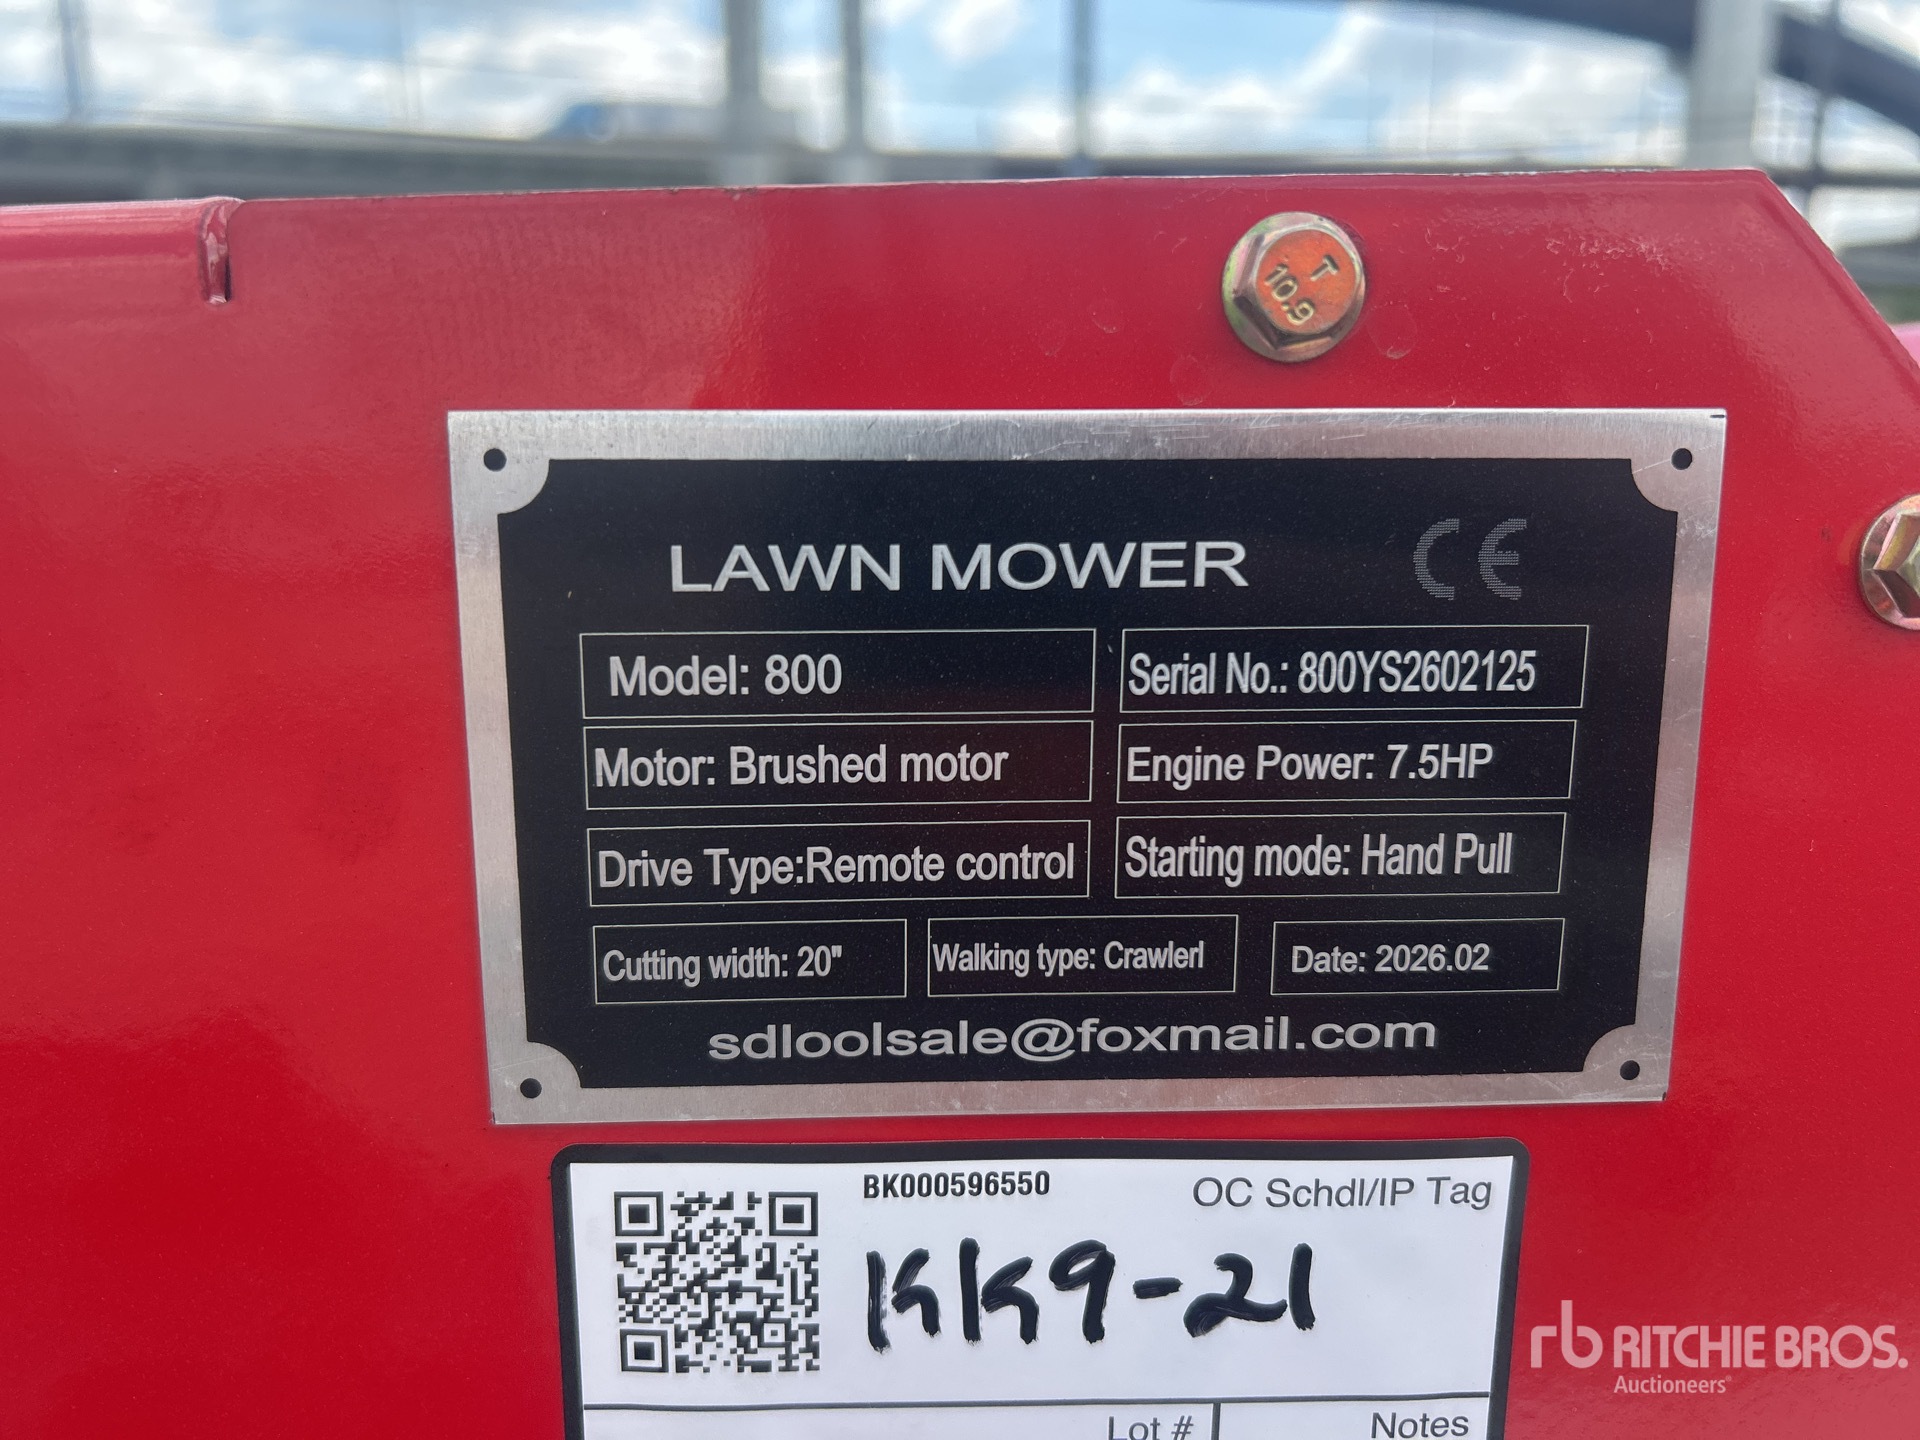 T
10.9
LAWN MOWER CE
Model: 800
Serial No.: 800YS2602125
Motor: Brushed motor
Engine Power: 7.5HP
Drive Type:Remote control
Starting mode: Hand Pull
Cutting width: 20"
Walking type: Crawlerl
Date: 2026.02
sdloolsale@foxmail.com
BK000596550
OC Schdl/IP Tag
KK9-21
Lot #
Notes
rb RITCHIE BROS.
Auctioneers